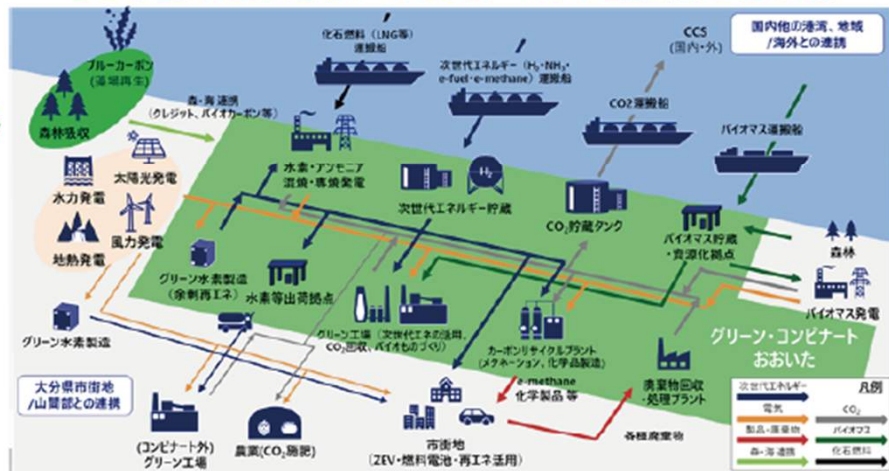 ブルーカーボン
(藻場再生)
森林吸収
森・海連携
(クレジット、バイオカーボン等)
化石燃料(LNG等)
運搬船
次世代エネルギー(H₂・NH₃・
e-fuel・e-methane)運搬船
CCS
(国内・外)
CO2運搬船
国内他の港湾、地域
/海外との連携
バイオマス運搬船
水力発電
太陽光発電
地熱発電
風力発電
水素・アンモニア
混焼・専焼発電
次世代エネルギー貯蔵
H₂
CO₂貯蔵タンク
バイオマス貯蔵
・資源化拠点
森林
バイオマス発電
グリーン水素製造
(余剰再エネ)
水素等出荷拠点
グリーン水素製造
グリーン工場(次世代エネの活用、
CO₂回収、バイオものづくり)
カーボンリサイクルプラント
(メタネーション、化学品製造)
廃棄物回収
・処理プラント
グリーン・コンビナート
おおいた
大分県市街地
/山間部との連携
(コンビナート外)
グリーン工場
農業(CO₂施肥)
市街地
(ZEV・燃料電池・再エネ活用)
e-methane
化学製品 等
各種廃棄物
凡例
次世代エネルギー
電気
製品・廃棄物
森・海連携
CO₂
バイオマス
化石燃料